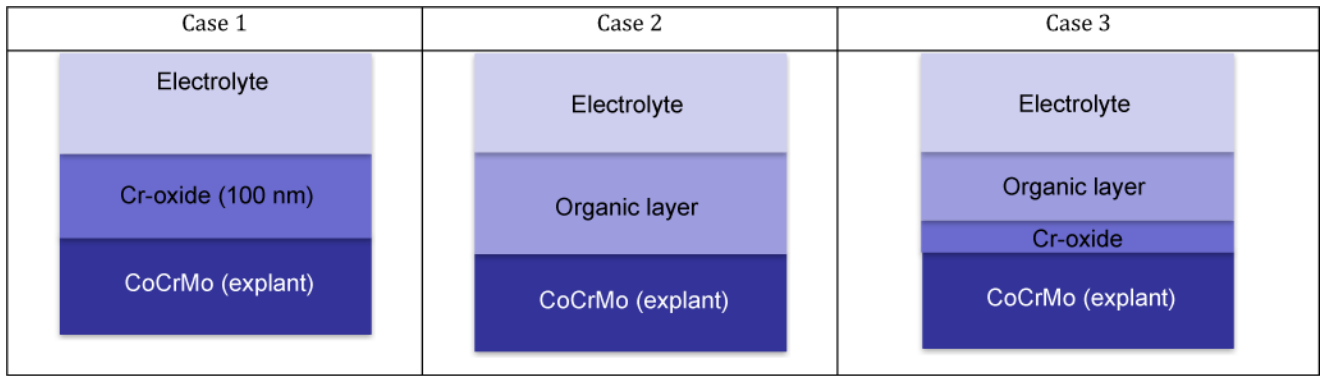 Case 1
Case 2
Case 3
Electrolyte
Cr-oxide (100 nm)
CoCrMo (explant)
Electrolyte
Organic layer
CoCrMo (explant)
Electrolyte
Organic layer
Cr-oxide
CoCrMo (explant)